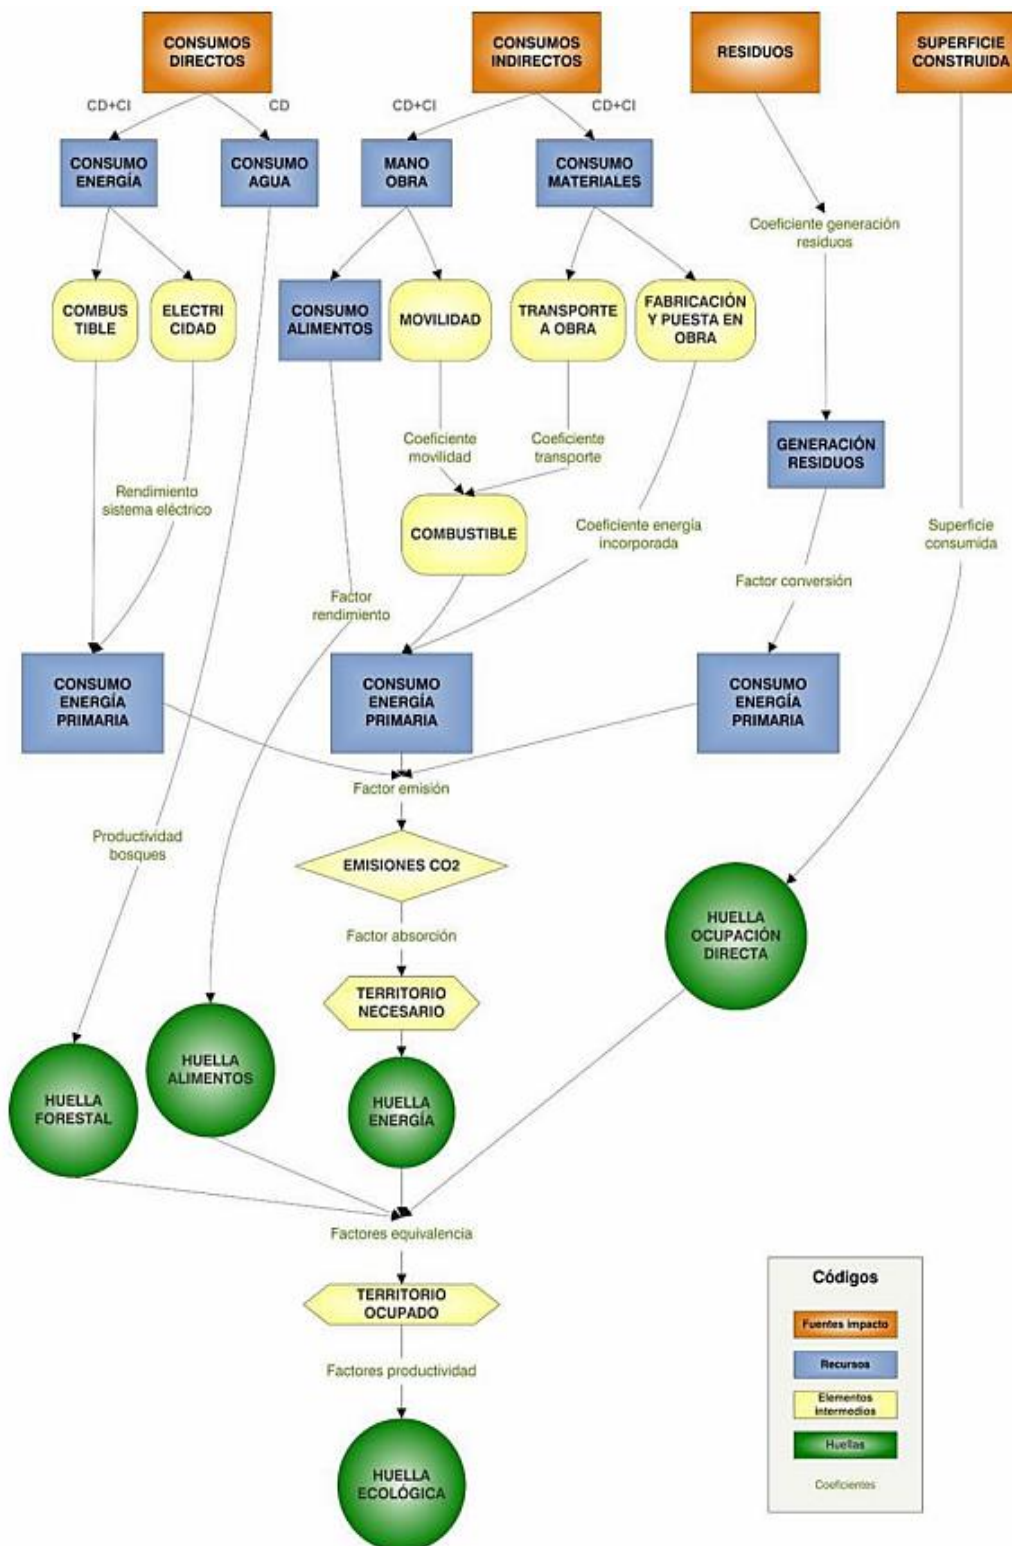 CONSUMOS
DIRECTOS
CONSUMOS
INDIRECTOS
RESIDUOS
SUPERFICIE
CONSTRUIDA
CD+CI
CD
CD+CI
CD+CI
CONSUMO
ENERGÍA
CONSUMO
AGUA
MANO
OBRA
CONSUMO
MATERIALES
Coeficiente generación
residuos
COMBUS
TIBLE
ELECTRI
CIDAD
CONSUMO
ALIMENTOS
MOVILIDAD
TRANSPORTE
A OBRA
FABRICACIÓN
Y PUESTA EN
OBRA
Coeficiente
movilidad
Coeficiente
transporte
GENERACIÓN
RESIDUOS
Rendimiento
sistema eléctrico
COMBUSTIBLE
Coeficiente energía
incorporada
Superficie
consumida
Factor
rendimiento
Factor conversión
CONSUMO
ENERGÍA
PRIMARIA
CONSUMO
ENERGÍA
PRIMARIA
CONSUMO
ENERGÍA
PRIMARIA
Factor emisión
Productividad
bosques
EMISIONES CO2
HUELLA
OCUPACIÓN
DIRECTA
Factor absorción
TERRITORIO
NECESARIO
HUELLA
ALIMENTOS
HUELLA
FORESTAL
HUELLA
ENERGÍA
Factores equivalencia
TERRITORIO
OCUPADO
Factores productividad
HUELLA
ECOLÓGICA
Códigos
Fuentes impacto
Recursos
Elementos
intermedios
Huellas
Coeficientes